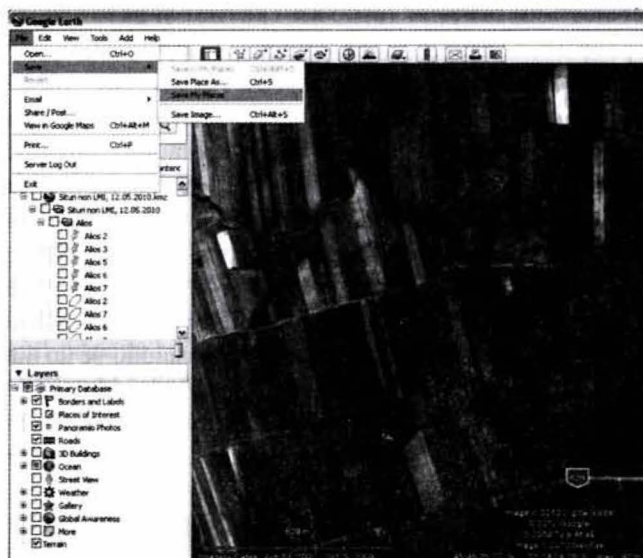 Google Earth
File Edit View Tools Add Help
Open... Ctrl+O
Save
Revert
Save Place As... Ctrl+S
Save My Places
Save Image... Ctrl+Alt+S
Email
Share / Post...
View in Google Maps Ctrl+Alt+M
Print... Ctrl+P
Server Log Out
Exit
Situri non LMI, 12.05.2010.kmz
Situri non LMI, 12.05.2010
Alios
Alios 2
Alios 3
Alios 5
Alios 6
Alios 7
Alios 2
Alios 7
Alios 6
Layers
Primary Database
Borders and Labels
Places of Interest
Panoramio Photos
Roads
3D Buildings
Ocean
Street View
Weather
Gallery
Global Awareness
More
Terrain